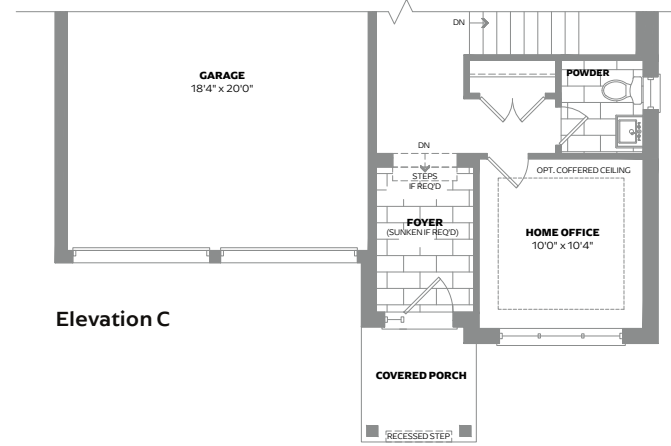 DN
GARAGE
18'4" x 20'0"
POWDER
DN
STEPS
IF REQ'D
OPT. COFFERED CEILING
FOYER
(SUNKEN IF REQ'D)
HOME OFFICE
10'0" x 10'4"
Elevation C
COVERED PORCH
RECESSED STEP